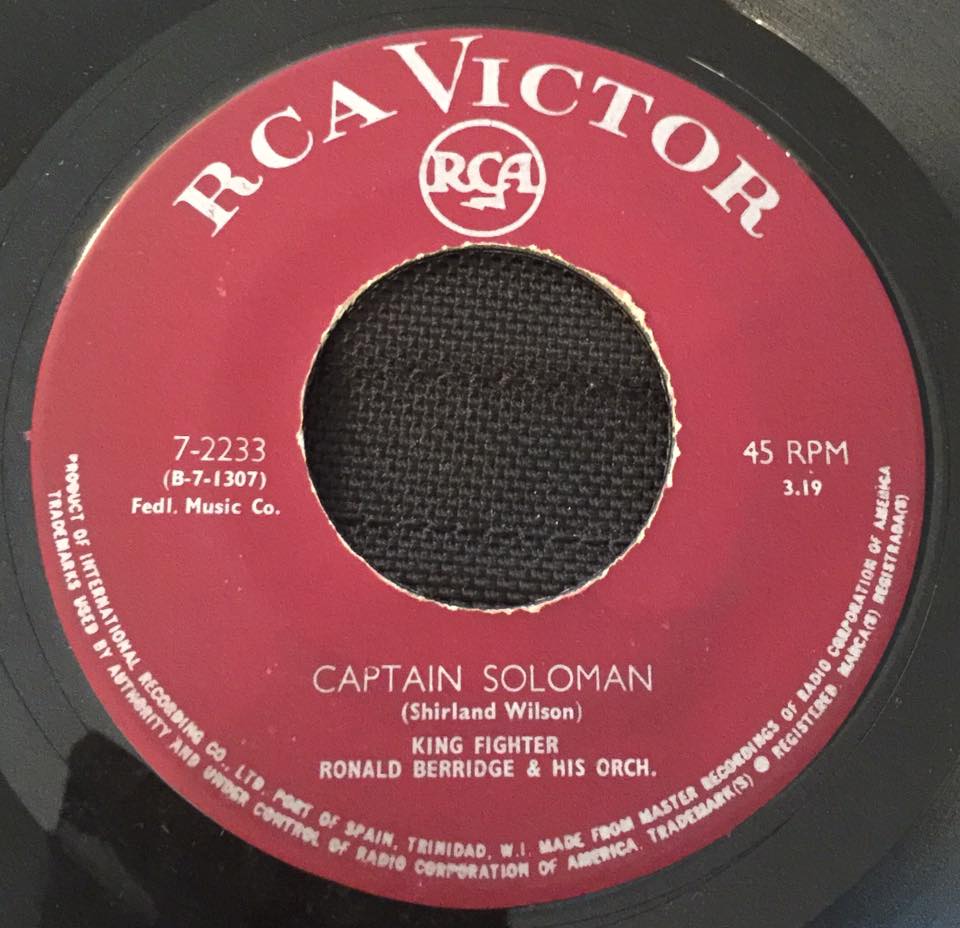 RCA VICTOR
RCA
7-2233
(B-7-1307)
Fedl. Music Co.
45 RPM
3.19
CAPTAIN SOLOMAN
(Shirland Wilson)
KING FIGHTER
RONALD BERRIDGE & HIS ORCH.
PRODUCT OF INTERNATIONAL RECORDING CO., LTD. PORT OF SPAIN, TRINIDAD, W.I. MADE FROM MASTER RECORDINGS OF RADIO CORPORATION OF AMERICA
TRADEMARKS USED BY AUTHORITY AND UNDER CONTROL OF RADIO CORPORATION OF AMERICA. TRADEMARK(S) ● REGISTERED. MARCA(S) REGISTRADA(S)